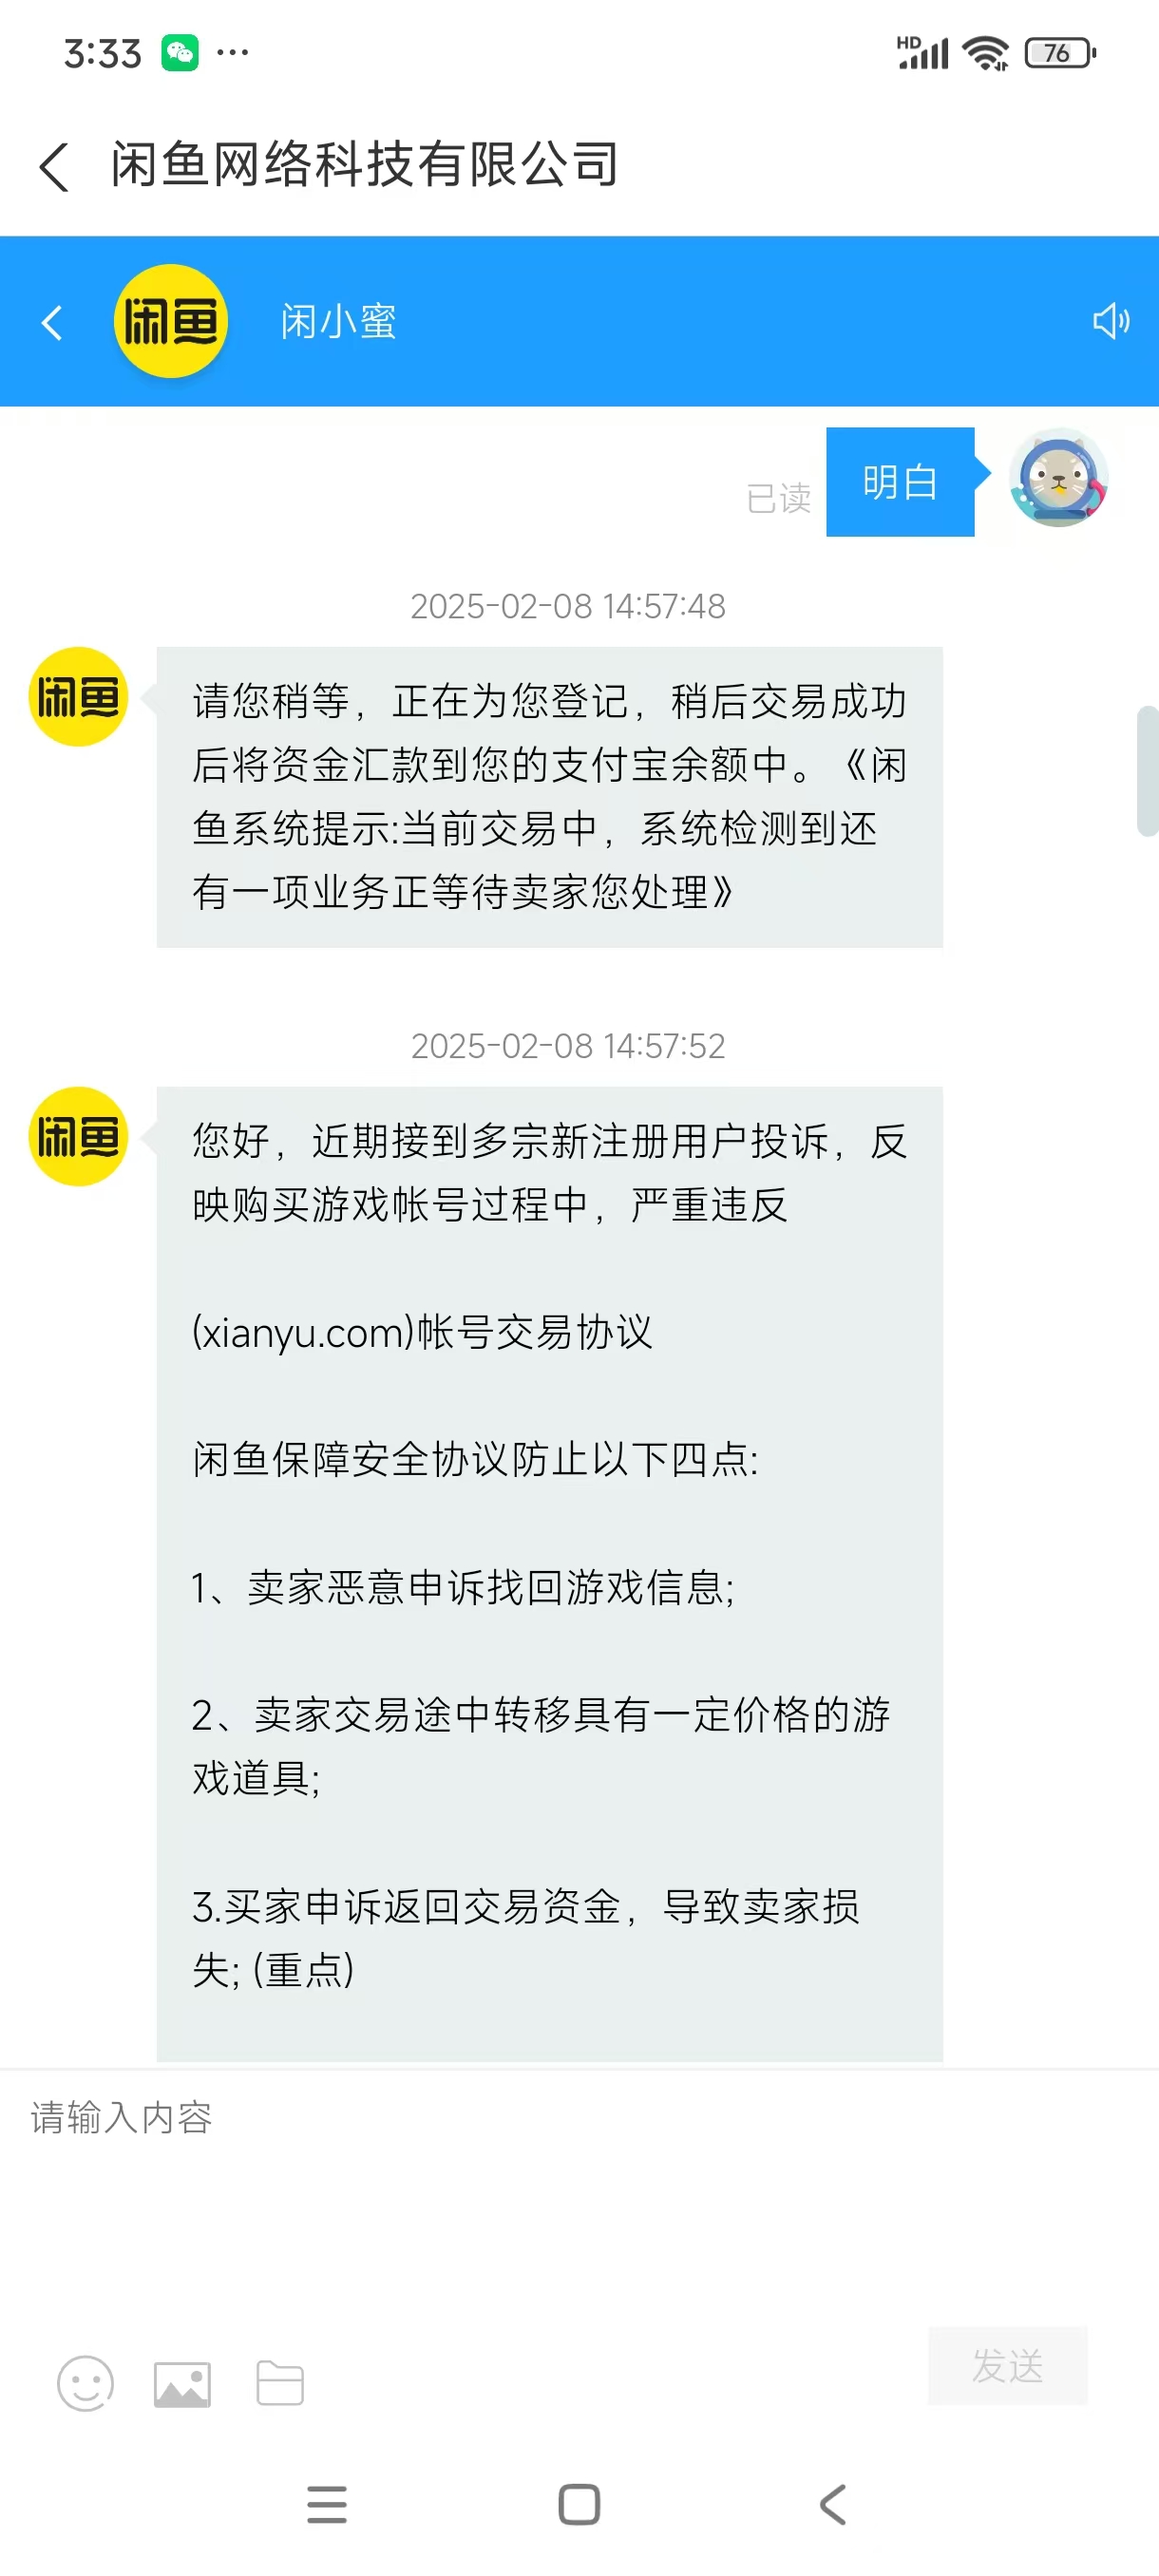 3:33
HD
76
闲鱼网络科技有限公司
闲鱼
闲小蜜
已读
明白
2025-02-08 14:57:48
闲鱼
请您稍等，正在为您登记，稍后交易成功
后将资金汇款到您的支付宝余额中。《闲
鱼系统提示:当前交易中，系统检测到还
有一项业务正等待卖家您处理》
2025-02-08 14:57:52
闲鱼
您好，近期接到多宗新注册用户投诉，反
映购买游戏帐号过程中，严重违反
(xianyu.com)帐号交易协议
闲鱼保障安全协议防止以下四点:
1、卖家恶意申诉找回游戏信息;
2、卖家交易途中转移具有一定价格的游
戏道具;
3.买家申诉返回交易资金，导致卖家损
失; (重点)
请输入内容
发送